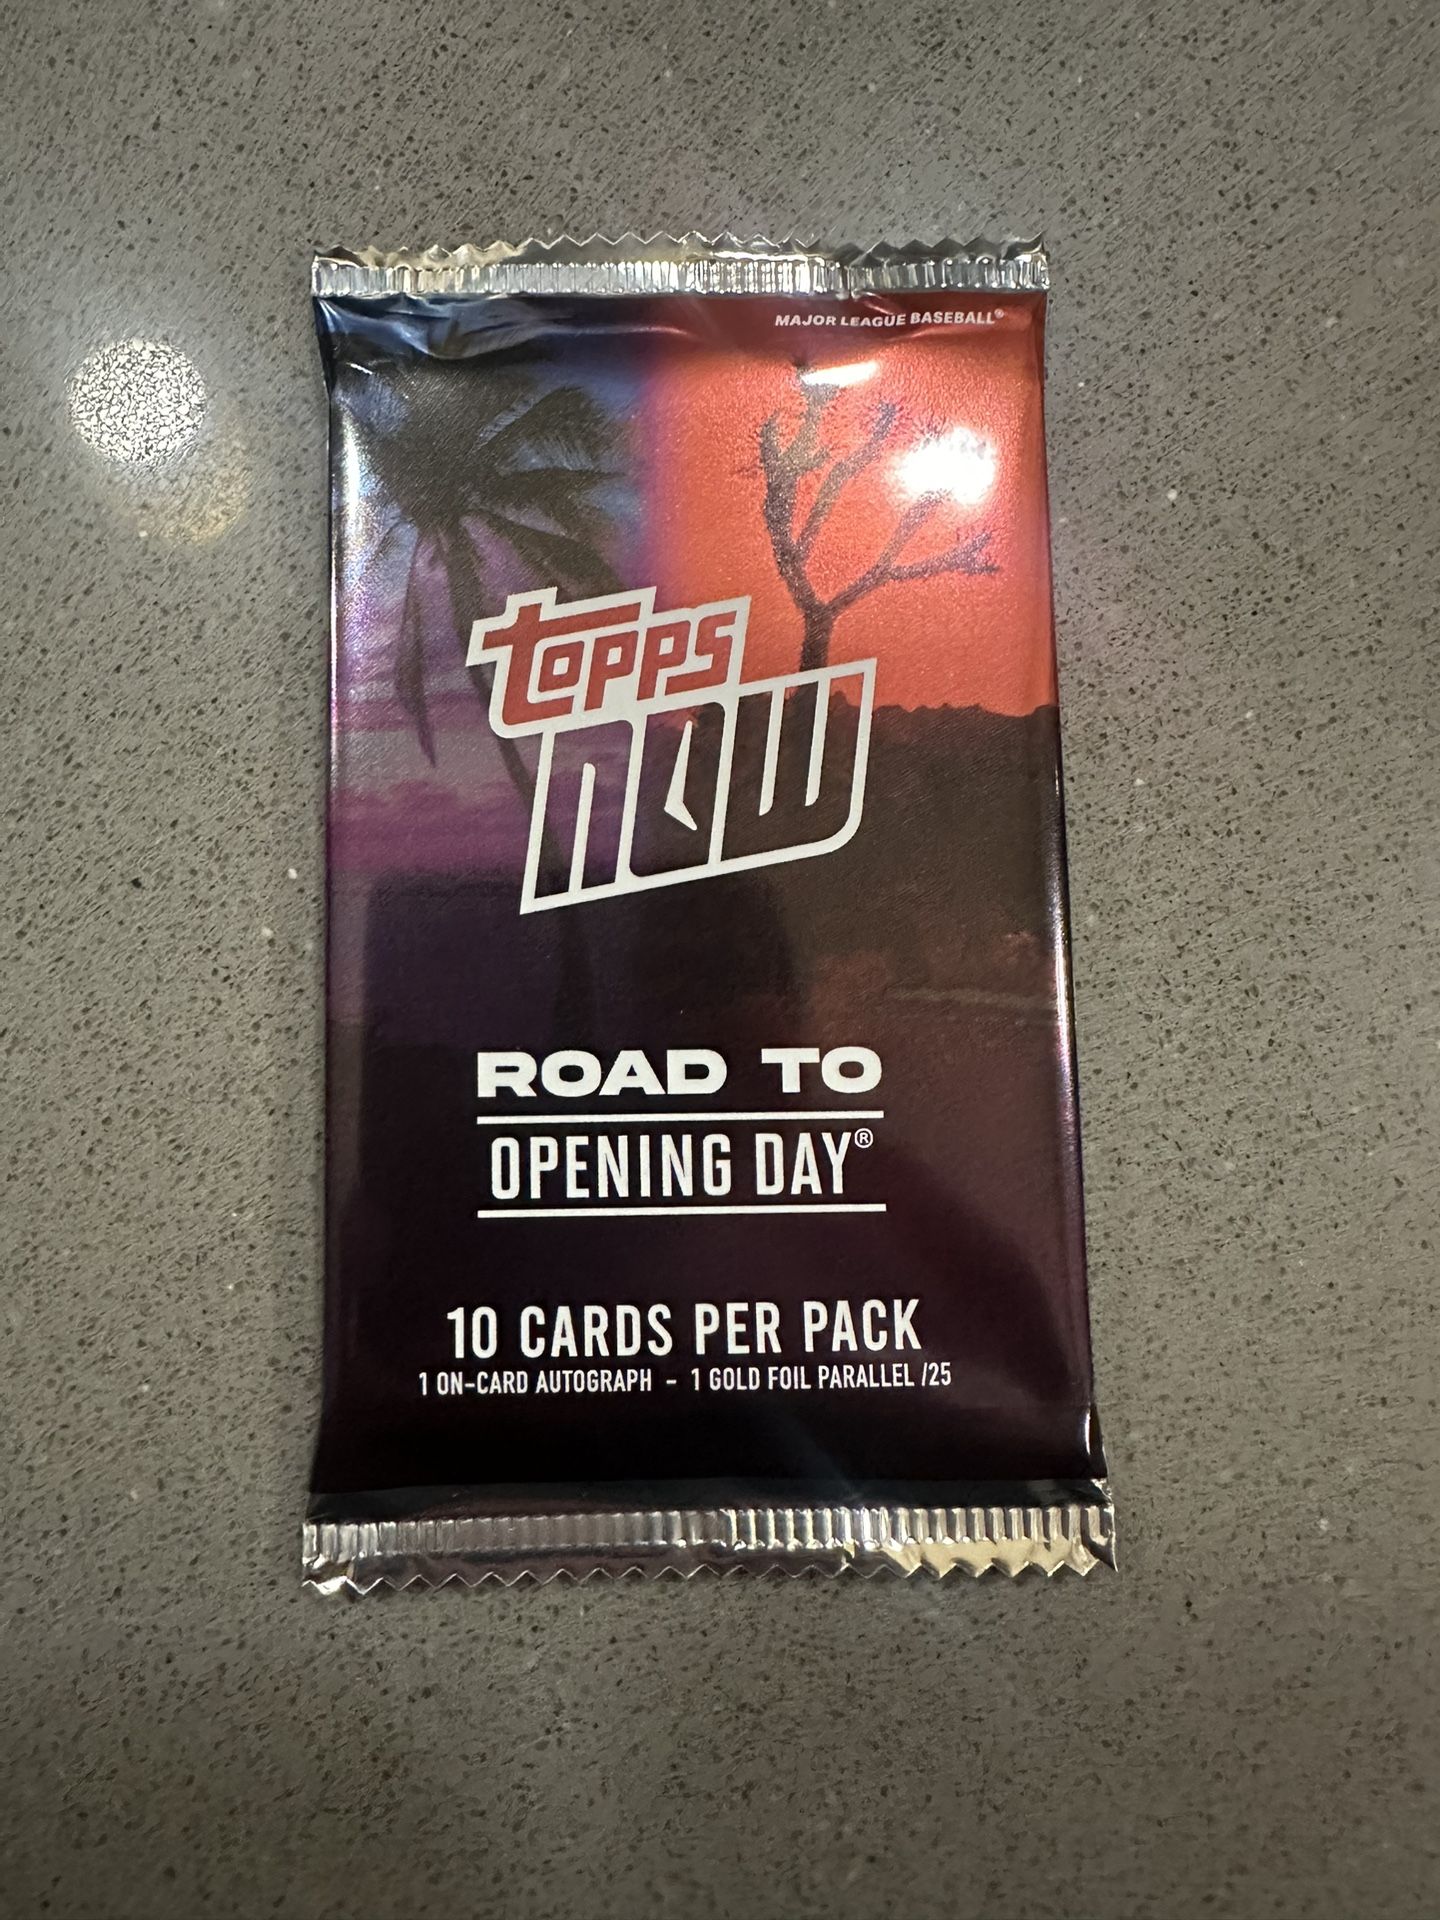 MAJOR LEAGUE BASEBALL®
topps
now
ROAD TO
OPENING DAY®
10 CARDS PER PACK
1 ON-CARD AUTOGRAPH - 1 GOLD FOIL PARALLEL /25